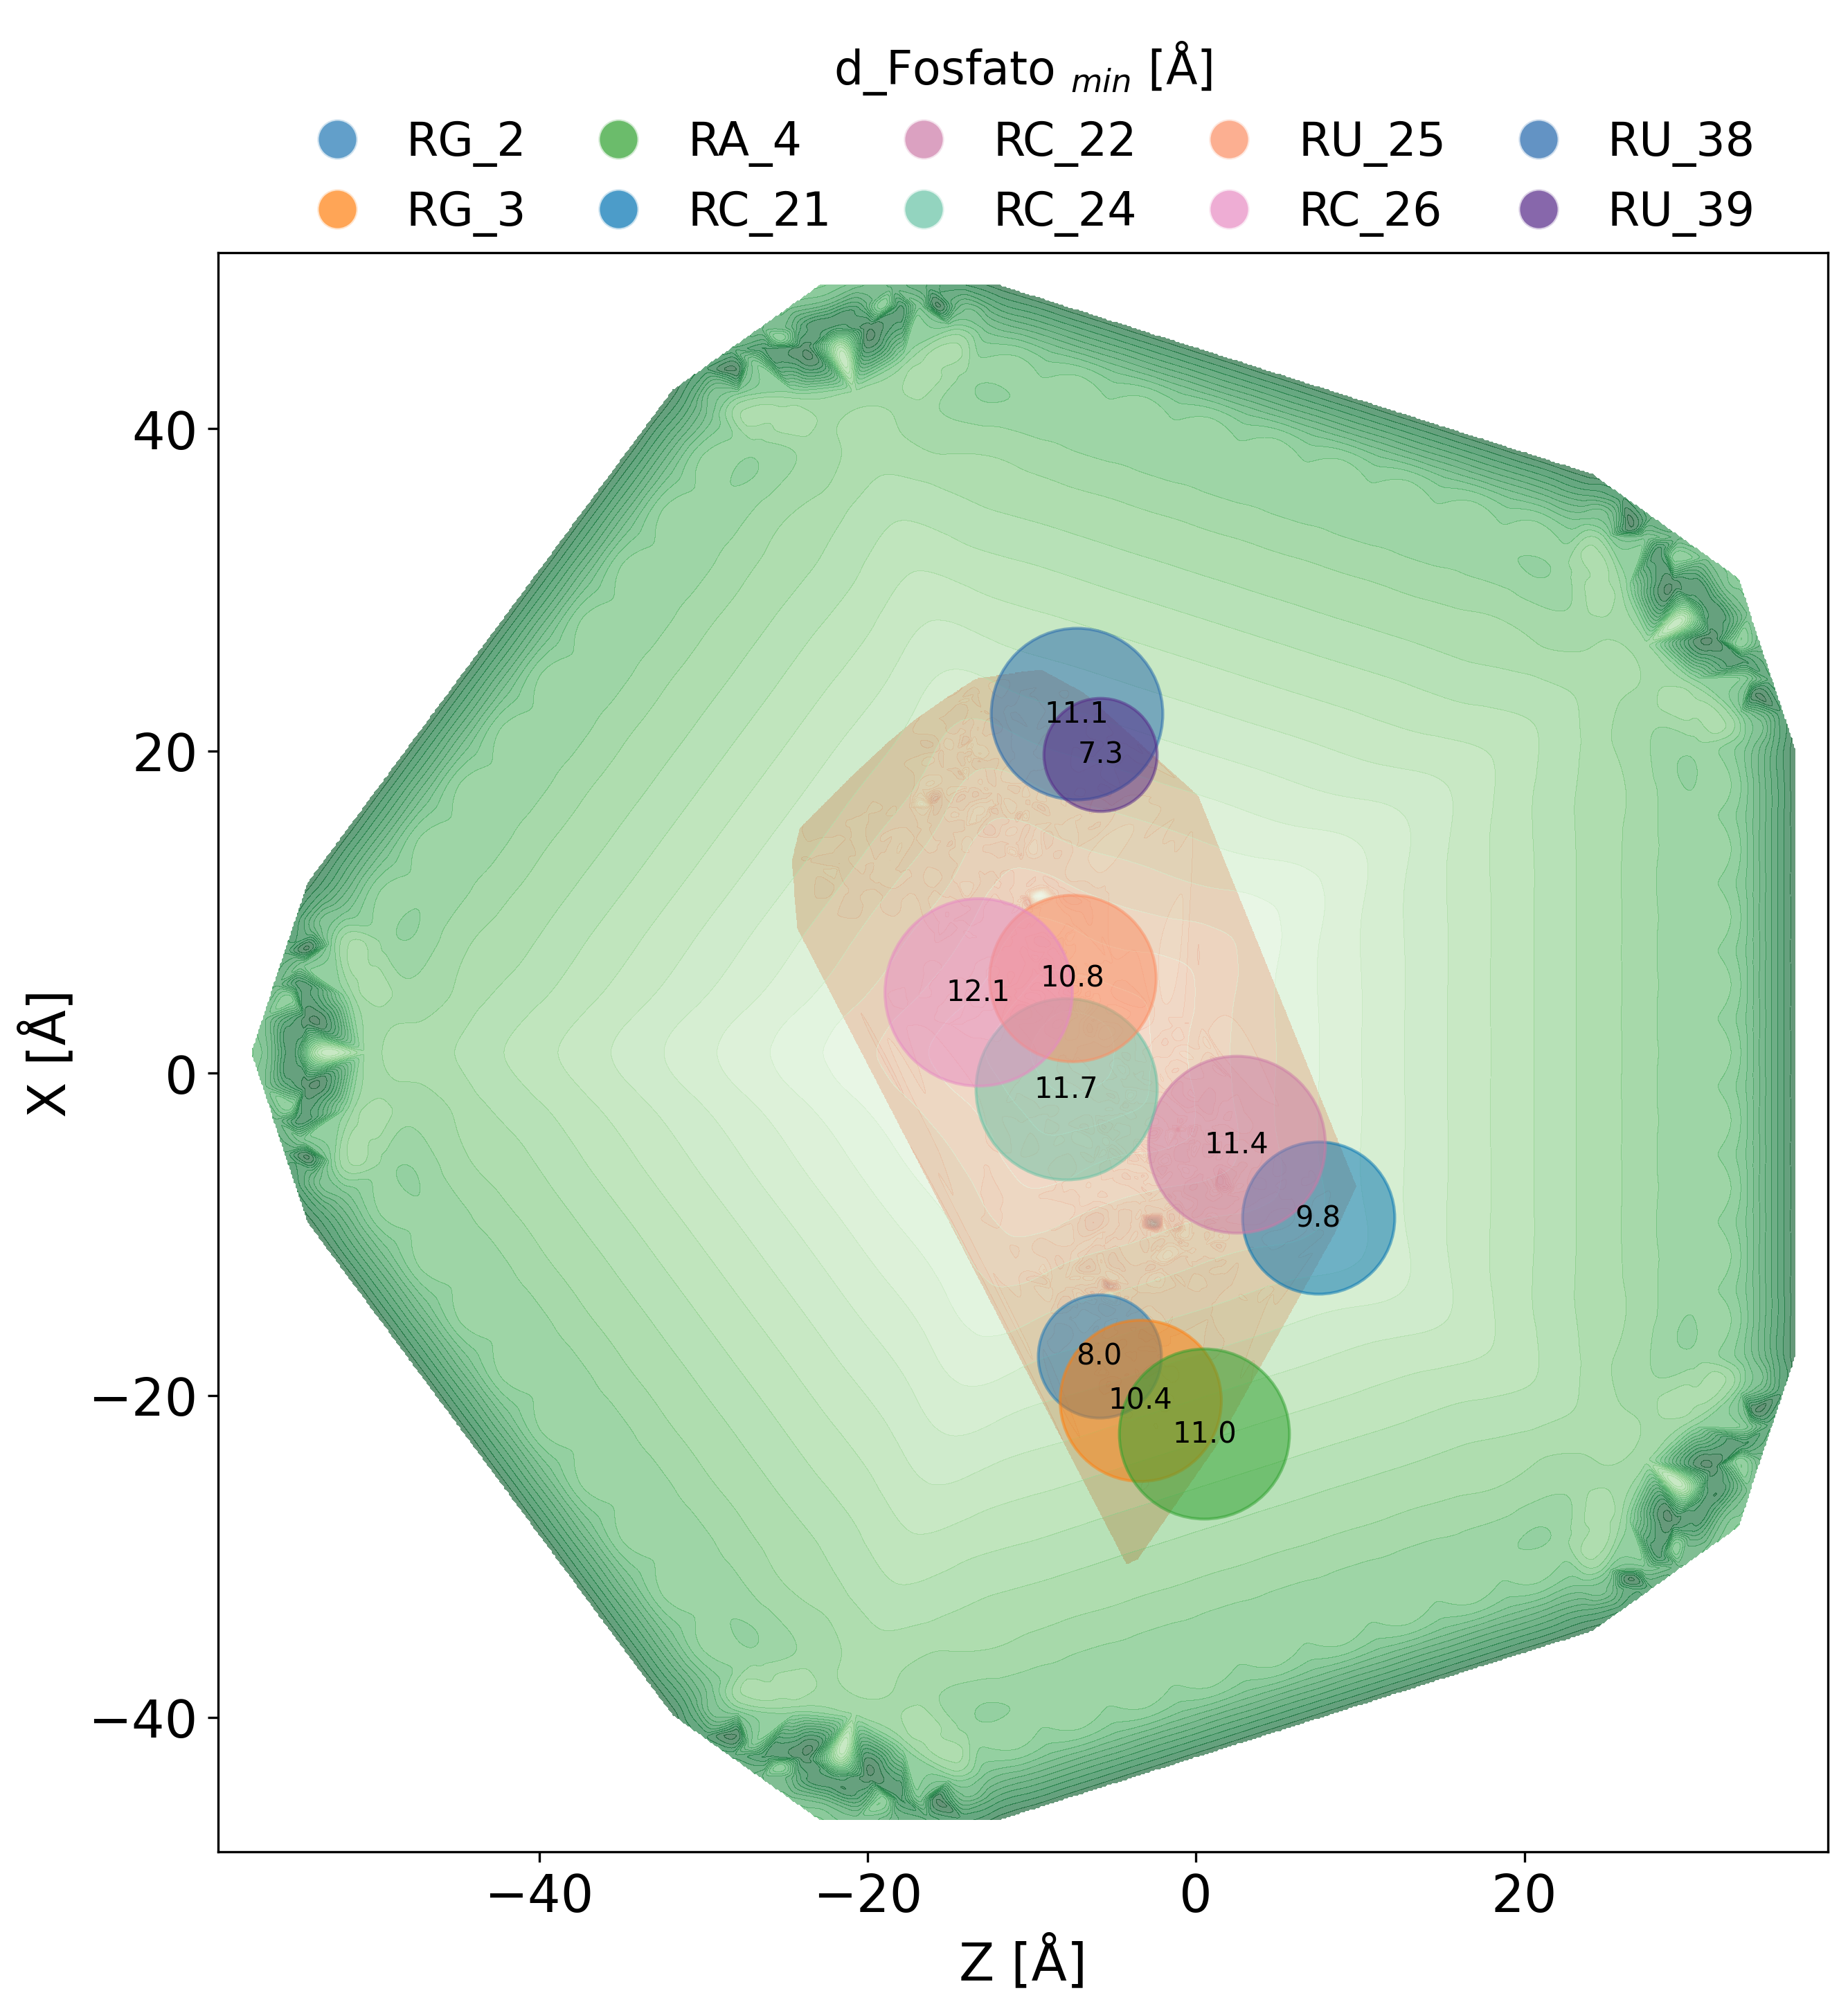 d_Fosfato min [Å]
RG_2 RA_4 RC_22 RU_25 RU_38
RG_3 RC_21 RC_24 RC_26 RU_39
40
20
0
−20
−40
X [Å]
11.1
7.3
10.8
12.1
11.7
11.4
9.8
8.0
10.4
11.0
−40 −20 0 20
Z [Å]